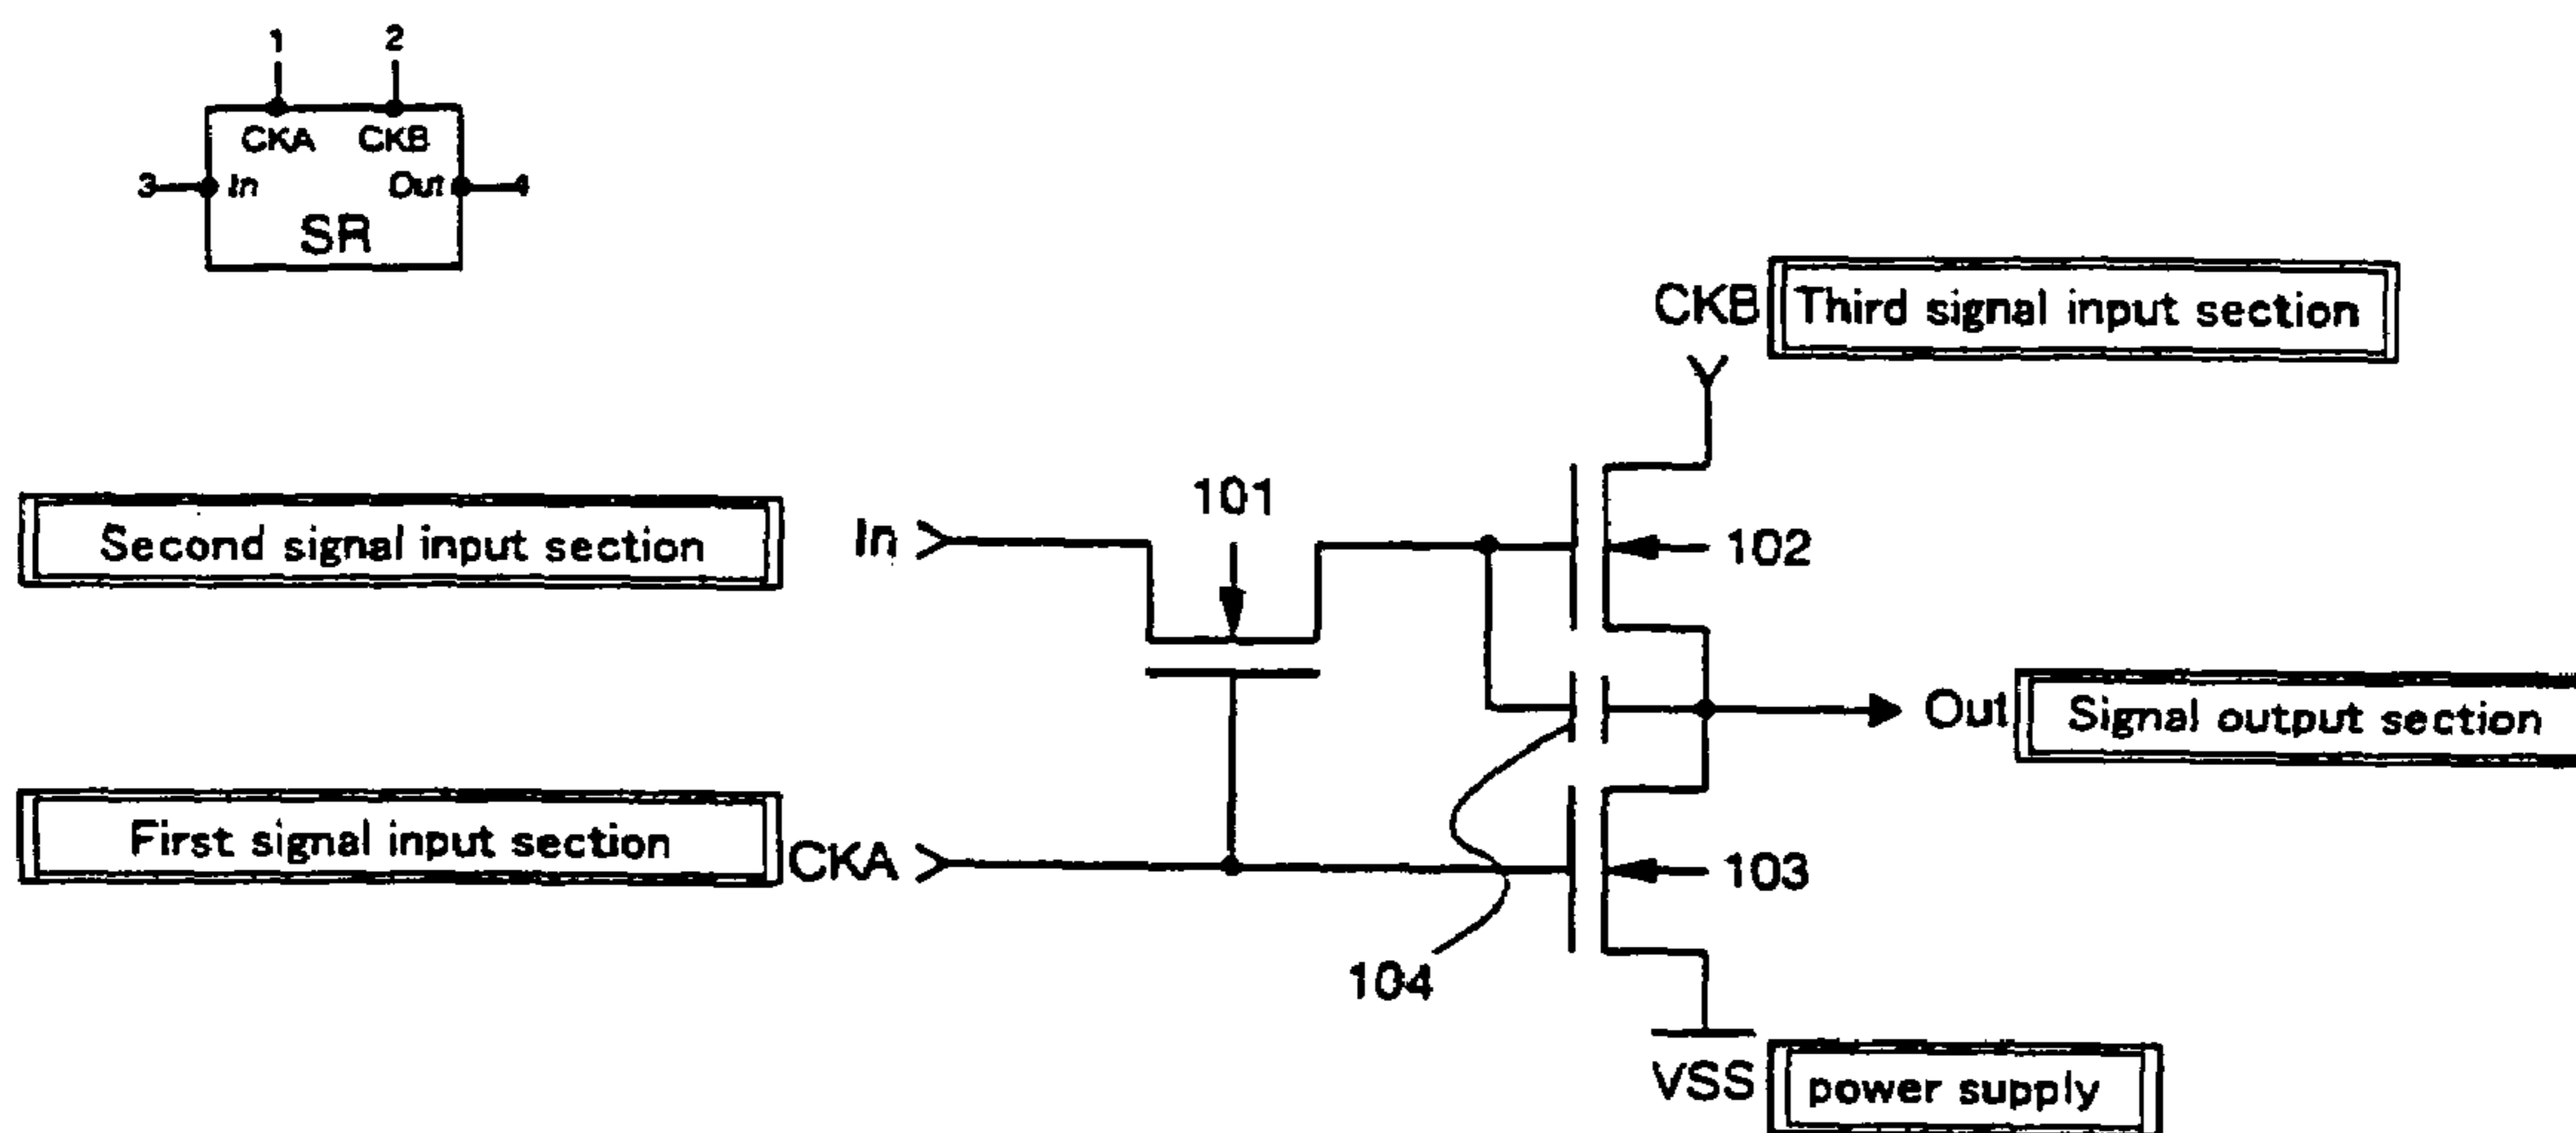 1 2
CKA CKB
3 In Out 4
SR
CKB Third signal input section
Second signal input section In 101 102
Out Signal output section
First signal input section CKA 103
104
VSS power supply